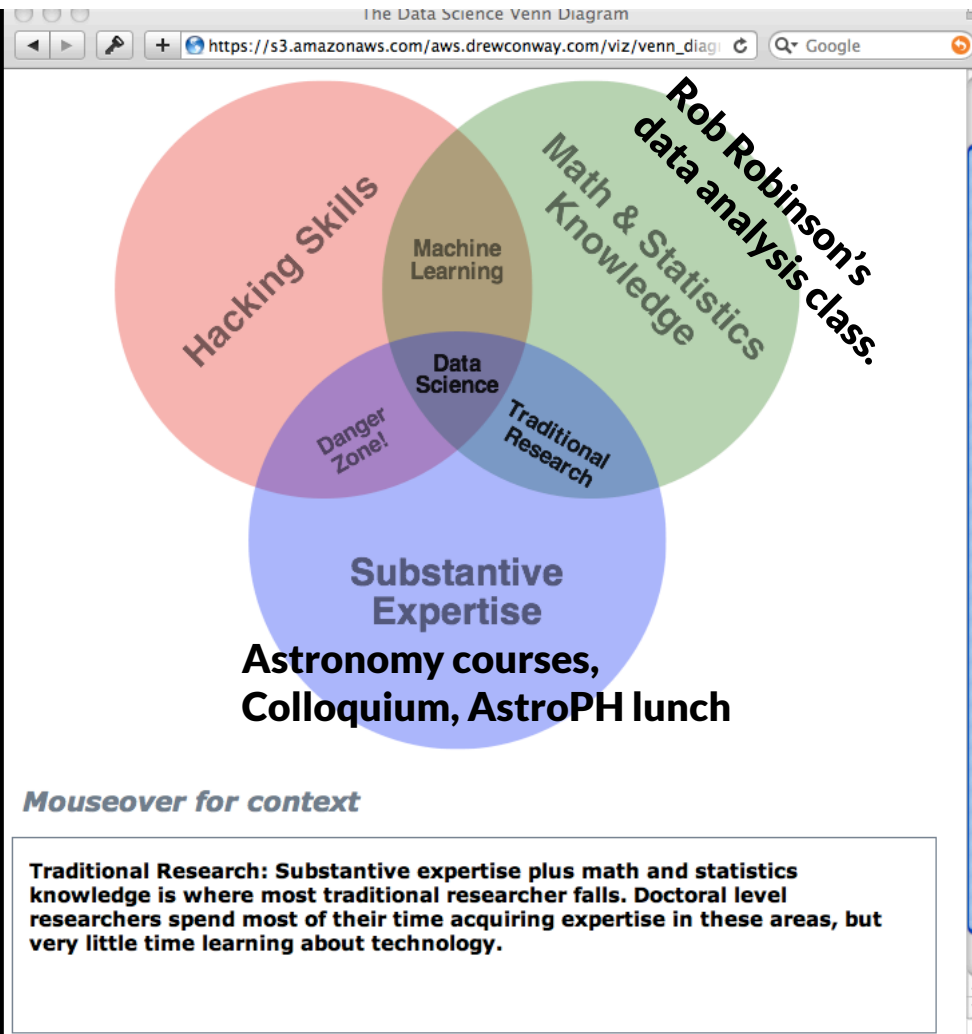 The Data Science Venn Diagram
https://s3.amazonaws.com/aws.drewconway.com/viz/venn_diag
Google
Hacking Skills
Machine
Learning
Math & Statistics
Knowledge
Rob Robinson’s
data analysis class.
Data
Science
Danger
Zone!
Traditional
Research
Substantive
Expertise
Astronomy courses,
Colloquium, AstroPH lunch
Mouseover for context
Traditional Research: Substantive expertise plus math and statistics
knowledge is where most traditional researcher falls. Doctoral level
researchers spend most of their time acquiring expertise in these areas, but
very little time learning about technology.